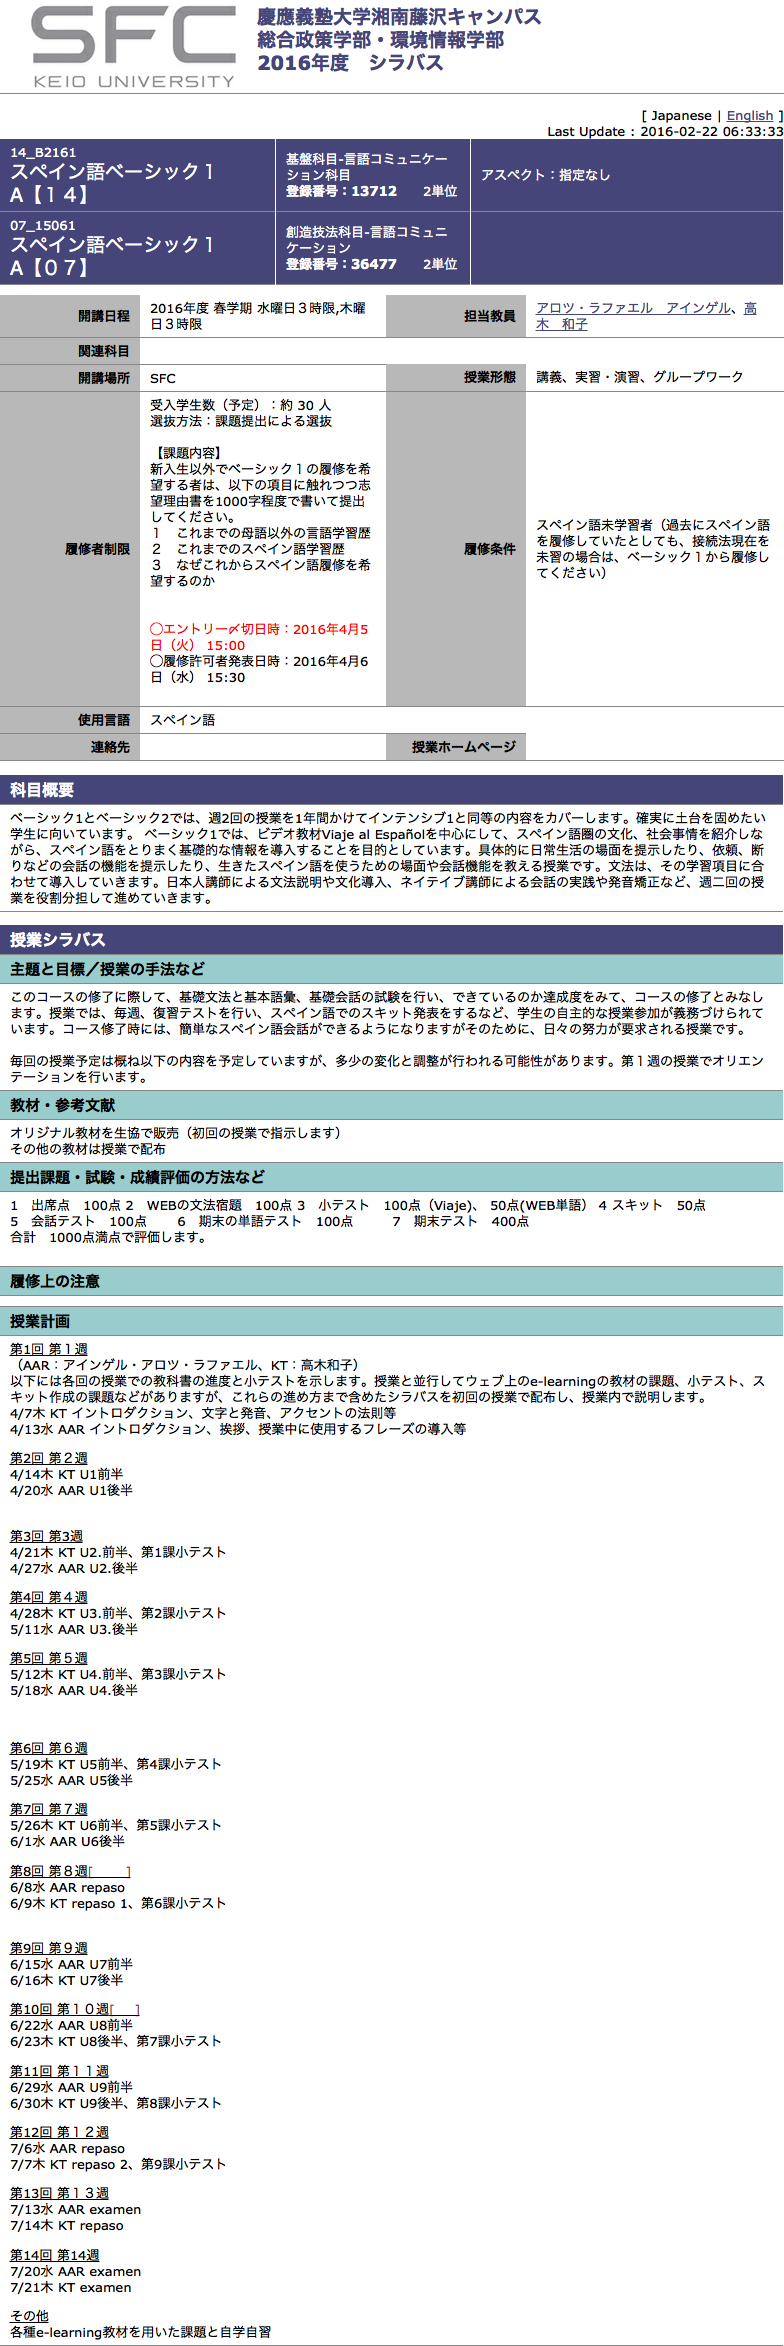 SFC
KEIO UNIVERSITY
慶應義塾大学湘南藤沢キャンパス
総合政策学部・環境情報学部
2016年度　シラバス
[ Japanese | English ]
Last Update : 2016-02-22 06:33:33
14_B2161
スペイン語ベーシック１
A【１４】
基盤科目-言語コミュニケー
ション科目
登録番号：13712　　2単位
アスペクト：指定なし
07_15061
スペイン語ベーシック１
A【０７】
創造技法科目-言語コミュニ
ケーション
登録番号：36477　　2単位
開講日程
2016年度 春学期 水曜日３時限,木曜
日３時限
担当教員
アロツ・ラファエル　アインゲル、高
木　和子
関連科目
開講場所
SFC
授業形態
講義、実習・演習、グループワーク
履修者制限
受入学生数（予定）：約 30 人
選抜方法：課題提出による選抜
【課題内容】
新入生以外でベーシック１の履修を希
望する者は、以下の項目に触れつつ志
望理由書を1000字程度で書いて提出
してください。
１　これまでの母語以外の言語学習歴
２　これまでのスペイン語学習歴
３　なぜこれからスペイン語履修を希
望するのか
◯エントリー〆切日時：2016年4月5
日（火） 15:00
◯履修許可者発表日時：2016年4月6
日（水） 15:30
履修条件
スペイン語未学習者（過去にスペイン語
を履修していたとしても、接続法現在を
未習の場合は、ベーシック１から履修し
てください）
使用言語
スペイン語
連絡先
授業ホームページ
科目概要
ベーシック1とベーシック2では、週2回の授業を1年間かけてインテンシブ1と同等の内容をカバーします。確実に土台を固めたい
学生に向いています。 ベーシック1では、ビデオ教材Viaje al Españolを中心にして、スペイン語圏の文化、社会事情を紹介しな
がら、スペイン語をとりまく基礎的な情報を導入することを目的としています。具体的に日常生活の場面を提示したり、依頼、断
りなどの会話の機能を提示したり、生きたスペイン語を使うための場面や会話機能を教える授業です。文法は、その学習項目に合
わせて導入していきます。日本人講師による文法説明や文化導入、ネイテイブ講師による会話の実践や発音矯正など、週二回の授
業を役割分担して進めていきます。
授業シラバス
主題と目標／授業の手法など
このコースの修了に際して、基礎文法と基本語彙、基礎会話の試験を行い、できているのか達成度をみて、コースの修了とみなし
ます。授業では、毎週、復習テストを行い、スペイン語でのスキット発表をするなど、学生の自主的な授業参加が義務づけられて
います。コース修了時には、簡単なスペイン語会話ができるようになりますがそのために、日々の努力が要求される授業です。
毎回の授業予定は概ね以下の内容を予定していますが、多少の変化と調整が行われる可能性があります。第１週の授業でオリエン
テーションを行います。
教材・参考文献
オリジナル教材を生協で販売（初回の授業で指示します）
その他の教材は授業で配布
提出課題・試験・成績評価の方法など
1　出席点　100点 2　WEBの文法宿題　100点 3　小テスト　100点（Viaje)、 50点(WEB単語） 4 スキット　50点
5　会話テスト　100点　　 6　期末の単語テスト　100点　　　7　期末テスト　400点
合計　1000点満点で評価します。
履修上の注意
授業計画
第1回 第１週
（AAR：アインゲル・アロツ・ラファエル、KT：高木和子）
以下には各回の授業での教科書の進度と小テストを示します。授業と並行してウェブ上のe-learningの教材の課題、小テスト、ス
キット作成の課題などがありますが、これらの進め方まで含めたシラバスを初回の授業で配布し、授業内で説明します。
4/7木 KT イントロダクション、文字と発音、アクセントの法則等
4/13水 AAR イントロダクション、挨拶、授業中に使用するフレーズの導入等
第2回 第２週
4/14木 KT U1前半
4/20水 AAR U1後半
第3回 第3週
4/21木 KT U2.前半、第1課小テスト
4/27水 AAR U2.後半
第4回 第４週
4/28木 KT U3.前半、第2課小テスト
5/11水 AAR U3.後半
第5回 第５週
5/12木 KT U4.前半、第3課小テスト
5/18水 AAR U4.後半
第6回 第６週
5/19木 KT U5前半、第4課小テスト
5/25水 AAR U5後半
第7回 第７週
5/26木 KT U6前半、第5課小テスト
6/1水 AAR U6後半
第8回 第８週[　　]
6/8水 AAR repaso
6/9木 KT repaso 1、第6課小テスト
第9回 第９週
6/15水 AAR U7前半
6/16木 KT U7後半
第10回 第１０週[　]
6/22水 AAR U8前半
6/23木 KT U8後半、第7課小テスト
第11回 第１１週
6/29水 AAR U9前半
6/30木 KT U9後半、第8課小テスト
第12回 第１２週
7/6水 AAR repaso
7/7木 KT repaso 2、第9課小テスト
第13回 第１３週
7/13水 AAR examen
7/14木 KT repaso
第14回 第14週
7/20水 AAR examen
7/21木 KT examen
その他
各種e-learning教材を用いた課題と自学自習